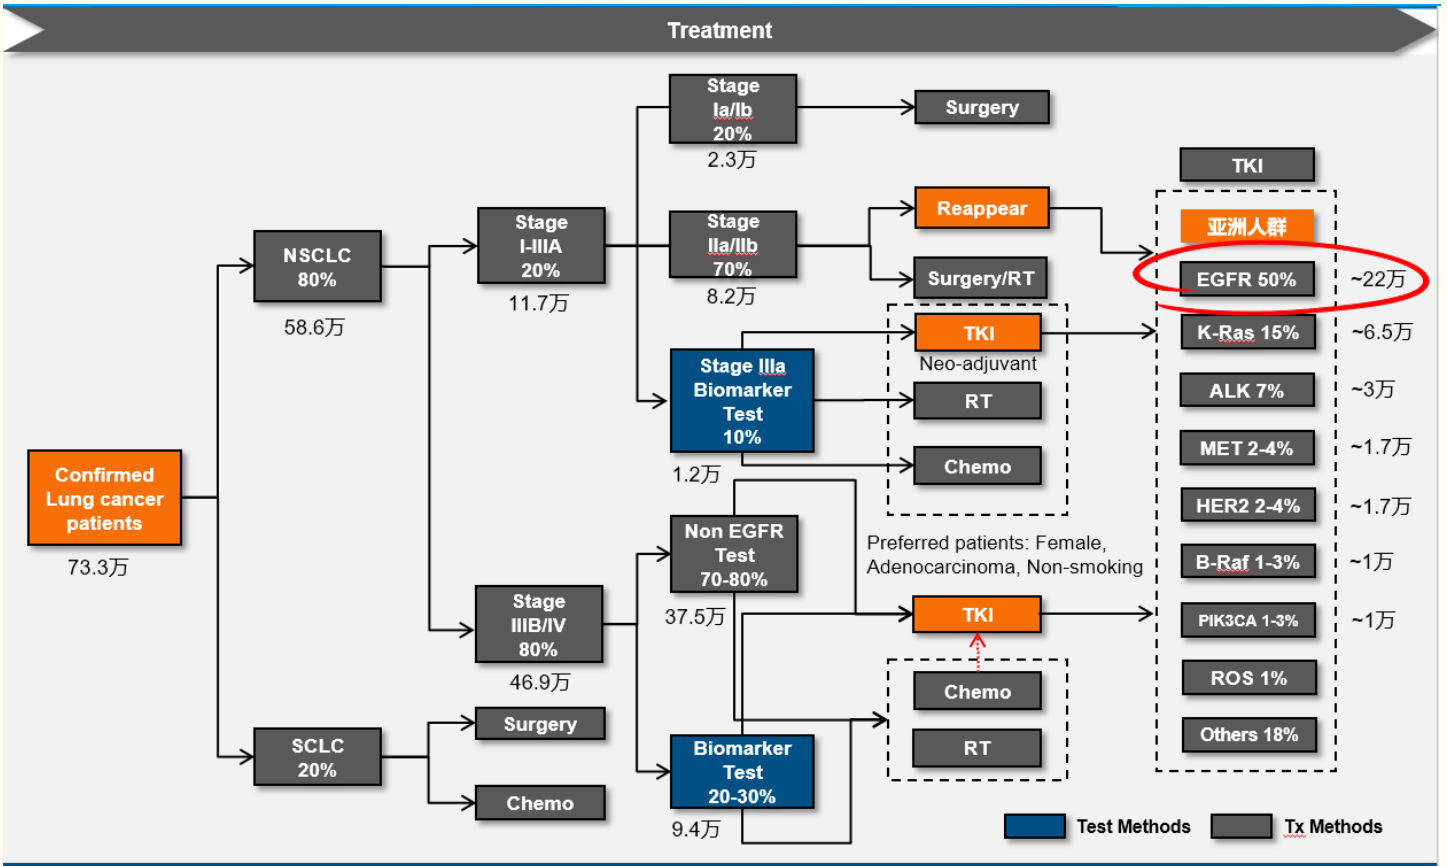 Treatment
Stage
Ia/Ib
20%
2.3万
Surgery
TKI
Stage
I-IIIA
20%
11.7万
Stage
IIa/IIb
70%
8.2万
Reappear
Surgery/RT
亚洲人群
EGFR 50%
~22万
NSCLC
80%
58.6万
Stage IIIa
Biomarker
Test
10%
1.2万
TKI
Neo-adjuvant
RT
Chemo
K-Ras 15%
~6.5万
ALK 7%
~3万
MET 2-4%
~1.7万
HER2 2-4%
~1.7万
B-Raf 1-3%
~1万
PIK3CA 1-3%
~1万
ROS 1%
Others 18%
Confirmed
Lung cancer
patients
73.3万
Non EGFR
Test
70-80%
37.5万
Preferred patients: Female,
Adenocarcinoma, Non-smoking
Stage
IIIB/IV
80%
46.9万
TKI
Chemo
RT
SCLC
20%
Surgery
Chemo
Biomarker
Test
20-30%
9.4万
Test Methods
Tx Methods